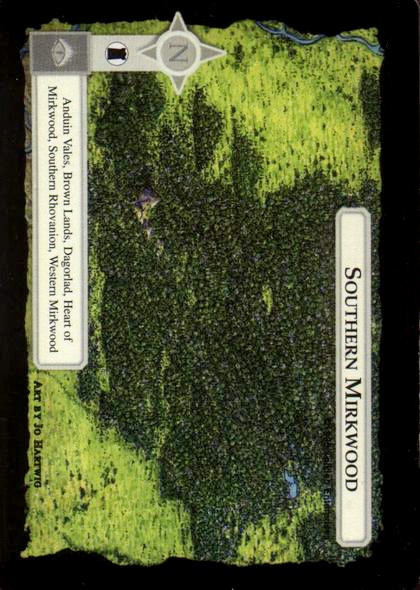 SOUTHERN MIRKWOOD
N
Anduin Vales, Brown Lands, Dagorlad, Heart of
Mirkwood, Southern Rhovanion, Western Mirkwood
ART BY JO HARTWIG